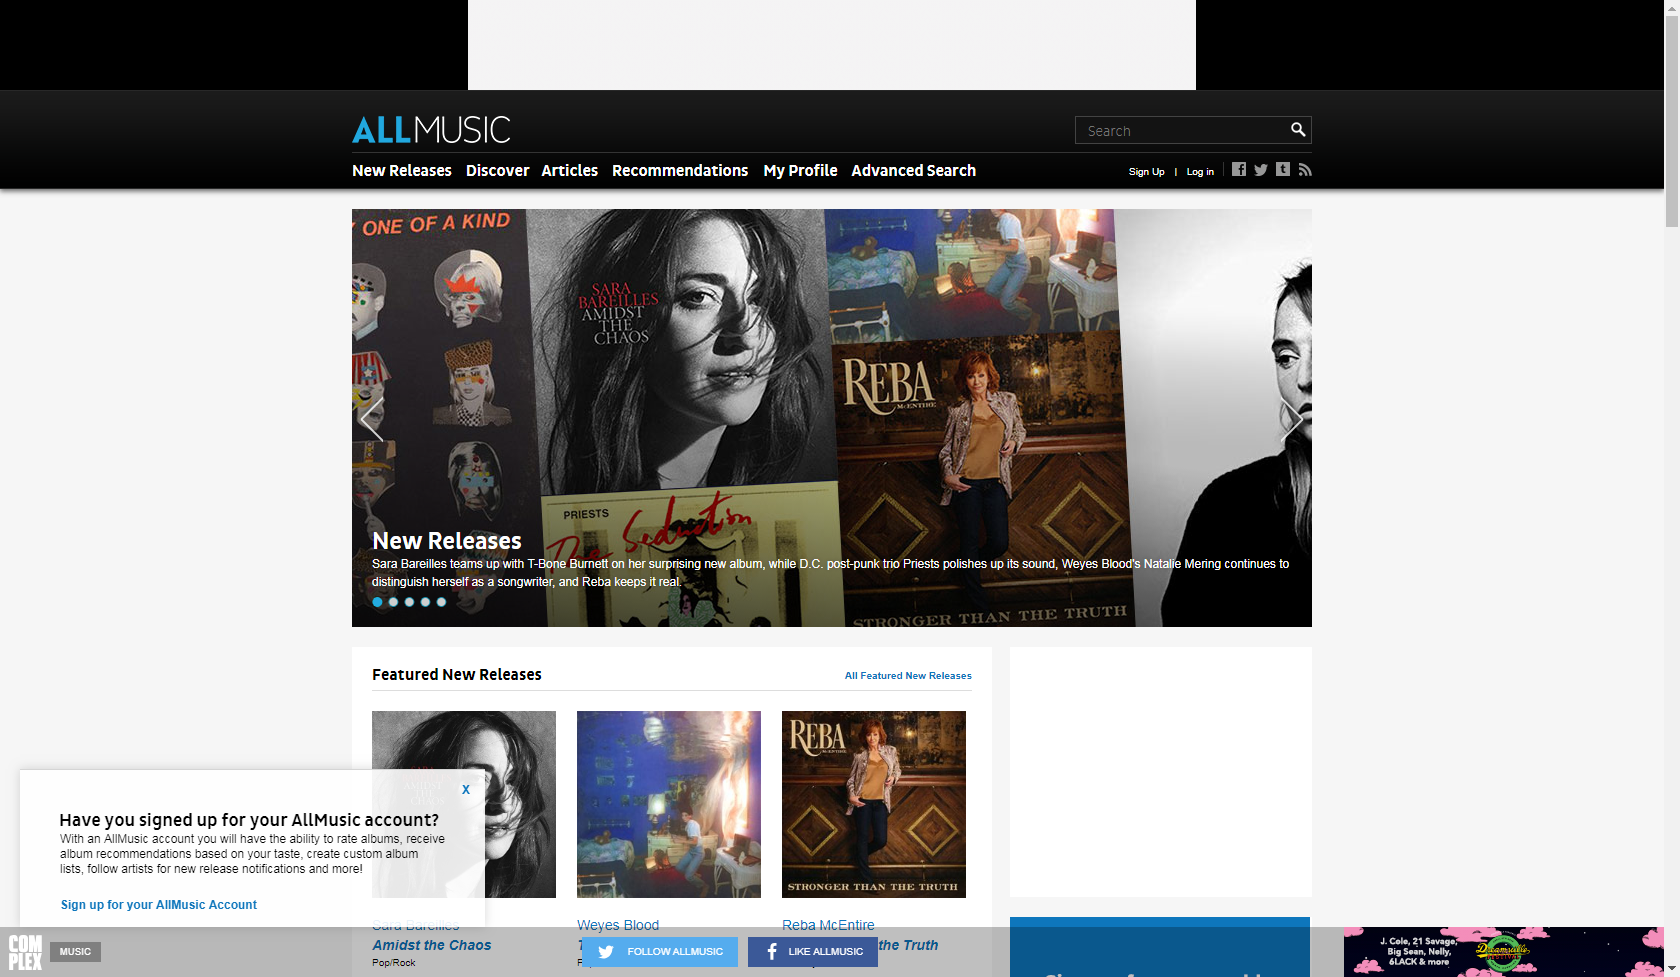 ALLMUSIC
Search
New Releases Discover Articles Recommendations My Profile Advanced Search
Sign Up | Log in
ONE OF A KIND
SARA
BAREILLES
AMIDST
THE
CHAOS
REBA
McENTIRE
PRIESTS
The Seduction
STRONGER THAN THE TRUTH
New Releases
Sara Bareilles teams up with T-Bone Burnett on her surprising new album, while D.C. post-punk trio Priests polishes up its sound, Weyes Blood's Natalie Mering continues to
distinguish herself as a songwriter, and Reba keeps it real.
Featured New Releases
All Featured New Releases
REBA
McENTIRE
STRONGER THAN THE TRUTH
X
Have you signed up for your AllMusic account?
With an AllMusic account you will have the ability to rate albums, receive
album recommendations based on your taste, create custom album
lists, follow artists for new release notifications and more!
Sign up for your AllMusic Account
Sara Bareilles
Amidst the Chaos
Pop/Rock
Weyes Blood
Reba McEntire
the Truth
COMPLEX
MUSIC
FOLLOW ALLMUSIC
LIKE ALLMUSIC
J. Cole, 21 Savage,
Big Sean, Nelly,
6LACK & more
Dreamville